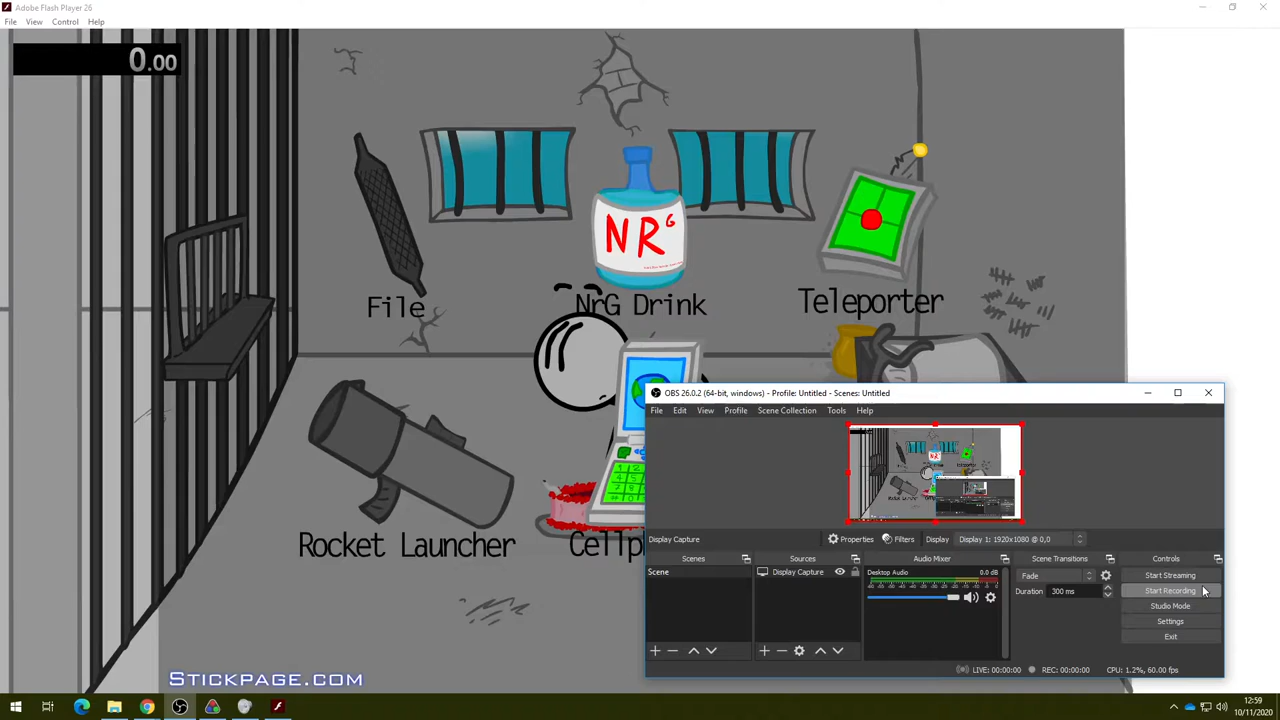 Adobe Flash Player 26
File View Control Help
0.00
NRG
File
NrG Drink
Teleporter
Rocket Launcher
Cellp
Stickpage.com
OBS 26.0.2 (64-bit, windows) - Profile: Untitled - Scenes: Untitled
File Edit View Profile Scene Collection Tools Help
Display Capture
Properties Filters Display Display 1: 1920x1080 @ 0,0
Scenes Sources Audio Mixer Scene Transitions Controls
Scene
Display Capture
Desktop Audio 0.0 dB
Fade
Duration 300 ms
Start Streaming
Start Recording
Studio Mode
Settings
Exit
LIVE: 00:00:00 REC: 00:00:00 CPU: 1.2%, 60.00 fps
12:59
10/11/2020